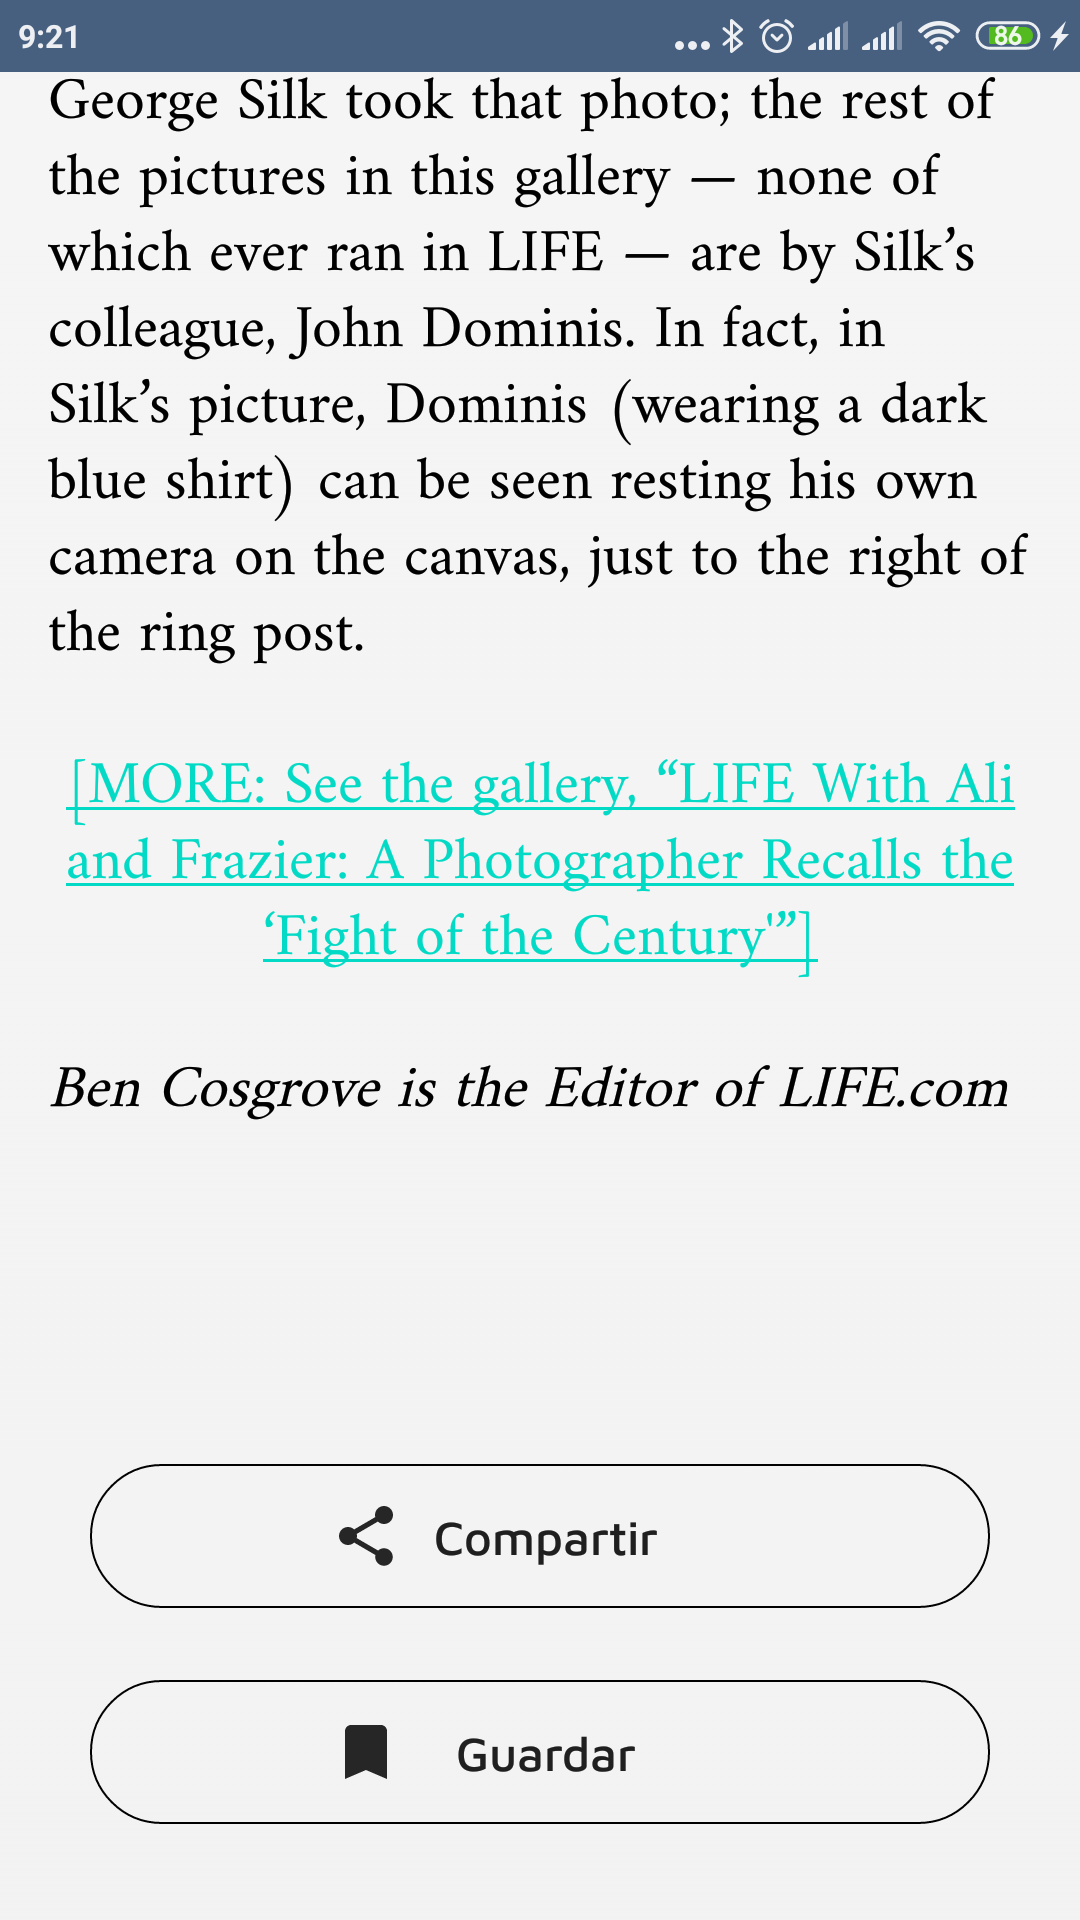 9:21
86
George Silk took that photo; the rest of
the pictures in this gallery — none of
which ever ran in LIFE — are by Silk’s
colleague, John Dominis. In fact, in
Silk’s picture, Dominis (wearing a dark
blue shirt) can be seen resting his own
camera on the canvas, just to the right of
the ring post.
[MORE: See the gallery, “LIFE With Ali
and Frazier: A Photographer Recalls the
‘Fight of the Century'”]
Ben Cosgrove is the Editor of LIFE.com
Compartir
Guardar